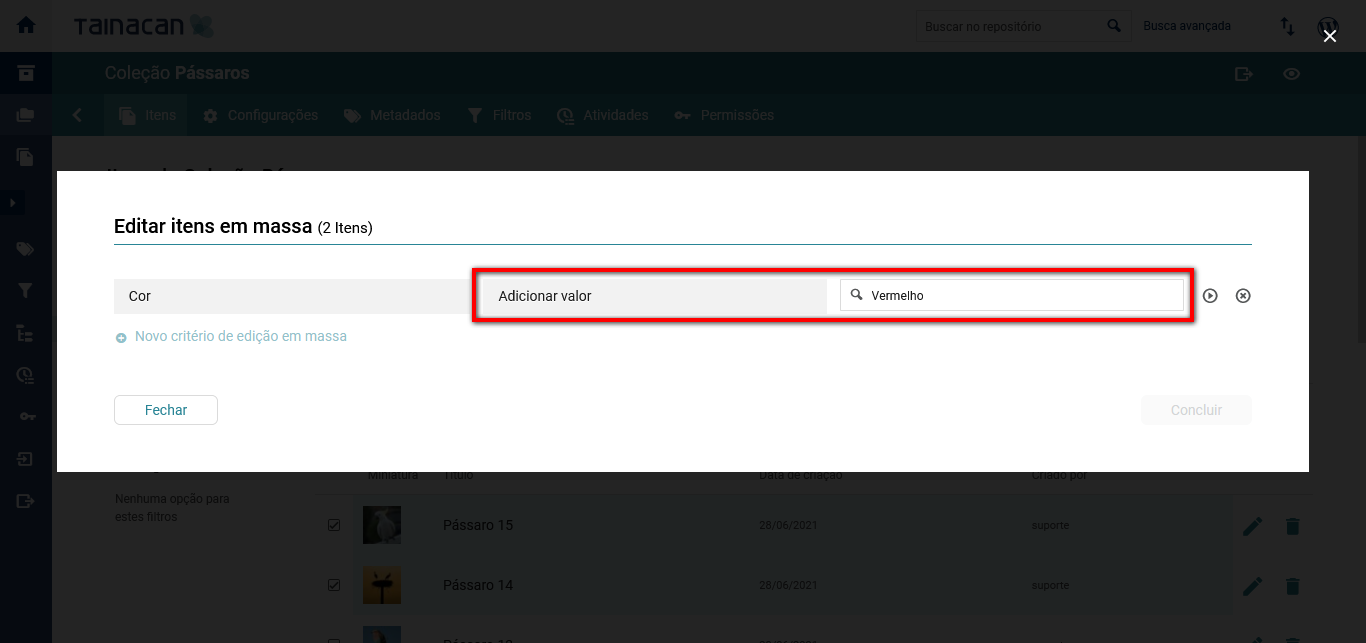 Tainacan
Buscar no repositório
Busca avançada
Coleção Pássaros
Itens
Configurações
Metadados
Filtros
Atividades
Permissões
Editar itens em massa (2 Itens)
Cor
Adicionar valor
Vermelho
Novo critério de edição em massa
Fechar
Concluir
Miniatura
Título
Data de criação
Criado por
Nenhuma opção para
estes filtros
Pássaro 15
28/06/2021
suporte
Pássaro 14
28/06/2021
suporte